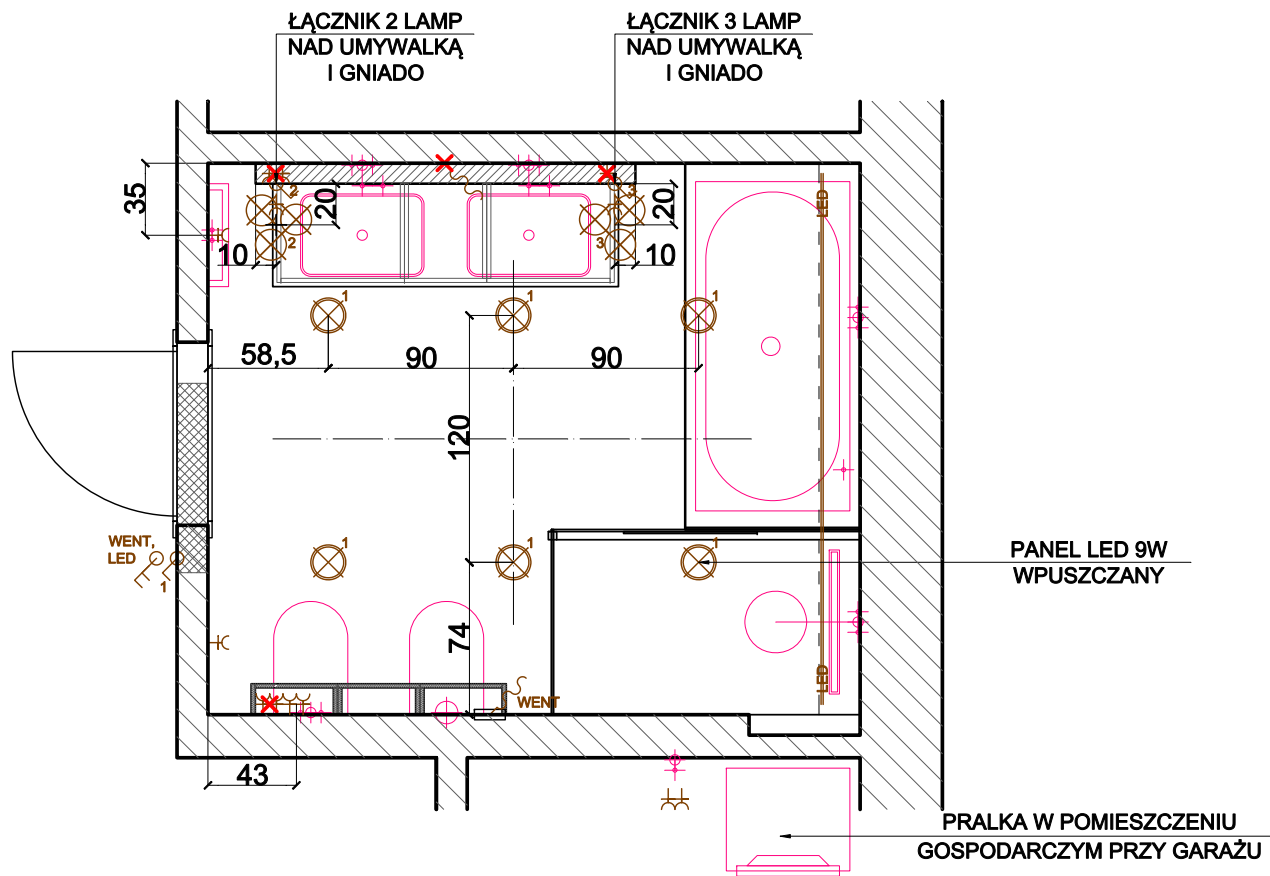 ŁĄCZNIK 2 LAMP
NAD UMYWALKĄ
I GNIADO
ŁĄCZNIK 3 LAMP
NAD UMYWALKĄ
I GNIADO
35
2
20
2
10
3
20
3
10
LED
1
1
1
58,5
90
90
120
WENT,
LED
1
1
1
1
PANEL LED 9W
WPUSZCZANY
74
LED
WENT
43
PRALKA W POMIESZCZENIU
GOSPODARCZYM PRZY GARAŻU